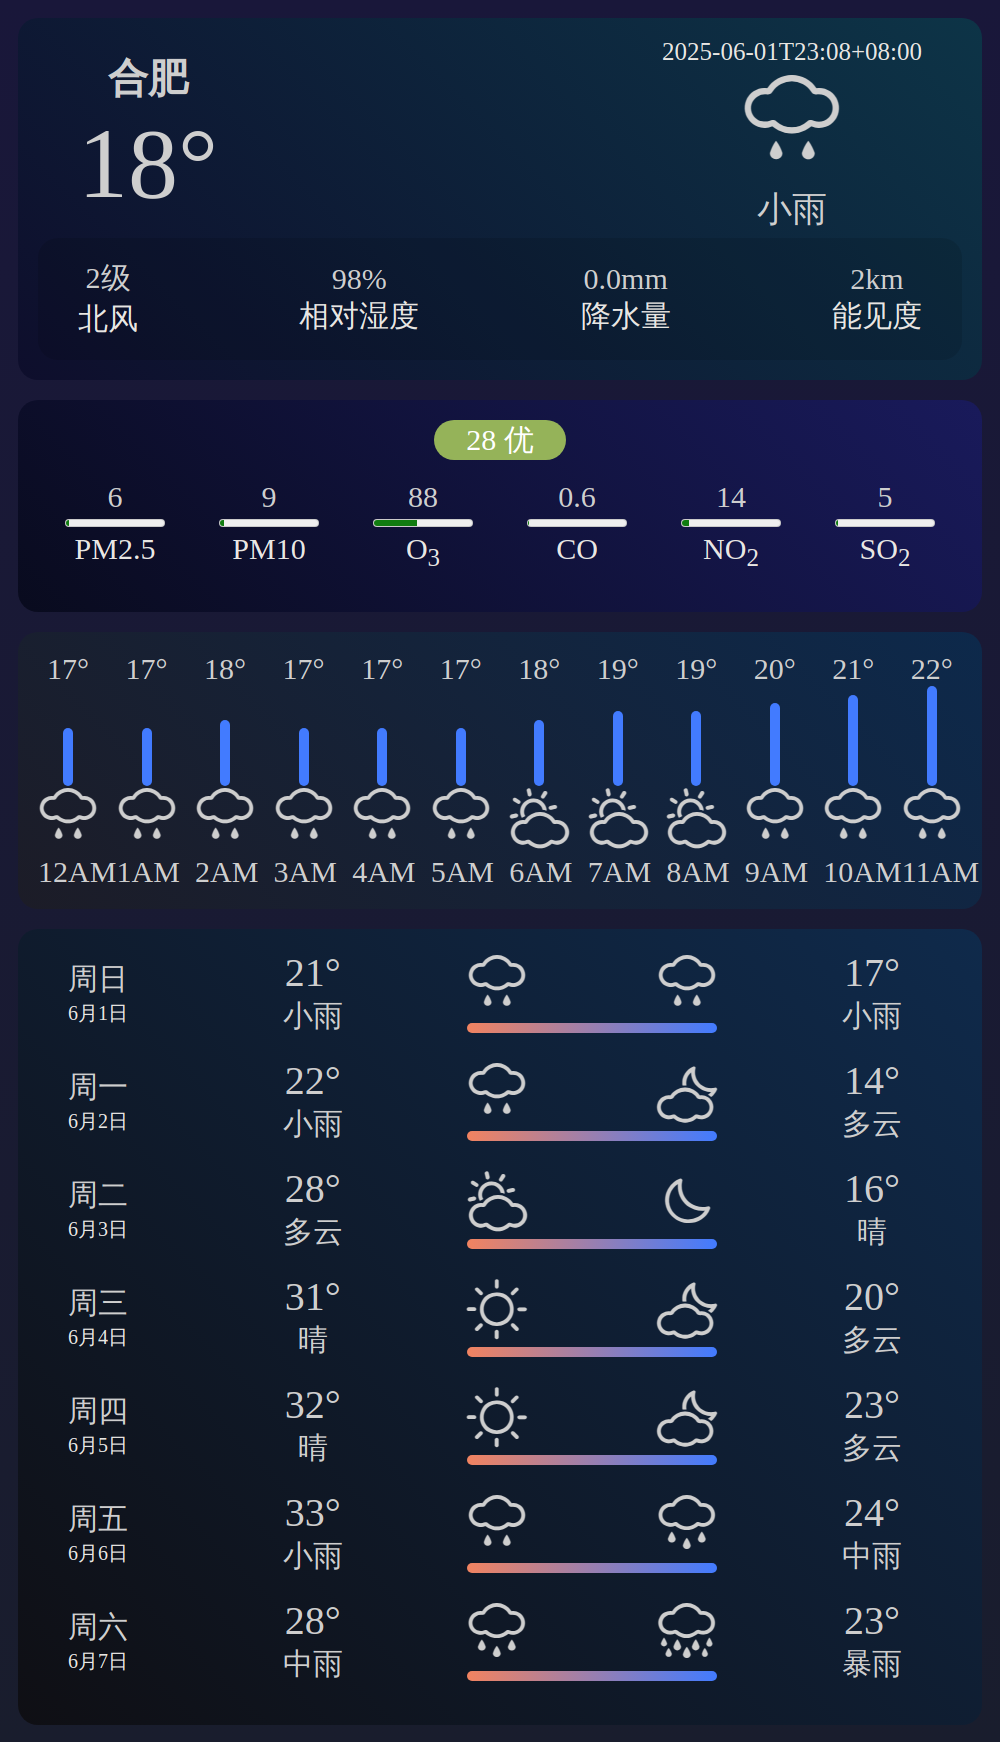 合肥
18°
2025-06-01T23:08+08:00
小雨
2级 98% 0.0mm 2km
北风 相对湿度 降水量 能见度
28 优
6 9 88 0.6 14 5
PM2.5 PM10 O3 CO NO2 SO2
17° 17° 18° 17° 17° 17° 18° 19° 19° 20° 21° 22°
12AM 1AM 2AM 3AM 4AM 5AM 6AM 7AM 8AM 9AM 10AM 11AM
周日 21° 17°
6月1日 小雨 小雨
周一 22° 14°
6月2日 小雨 多云
周二 28° 16°
6月3日 多云 晴
周三 31° 20°
6月4日 晴 多云
周四 32° 23°
6月5日 晴 多云
周五 33° 24°
6月6日 小雨 中雨
周六 28° 23°
6月7日 中雨 暴雨